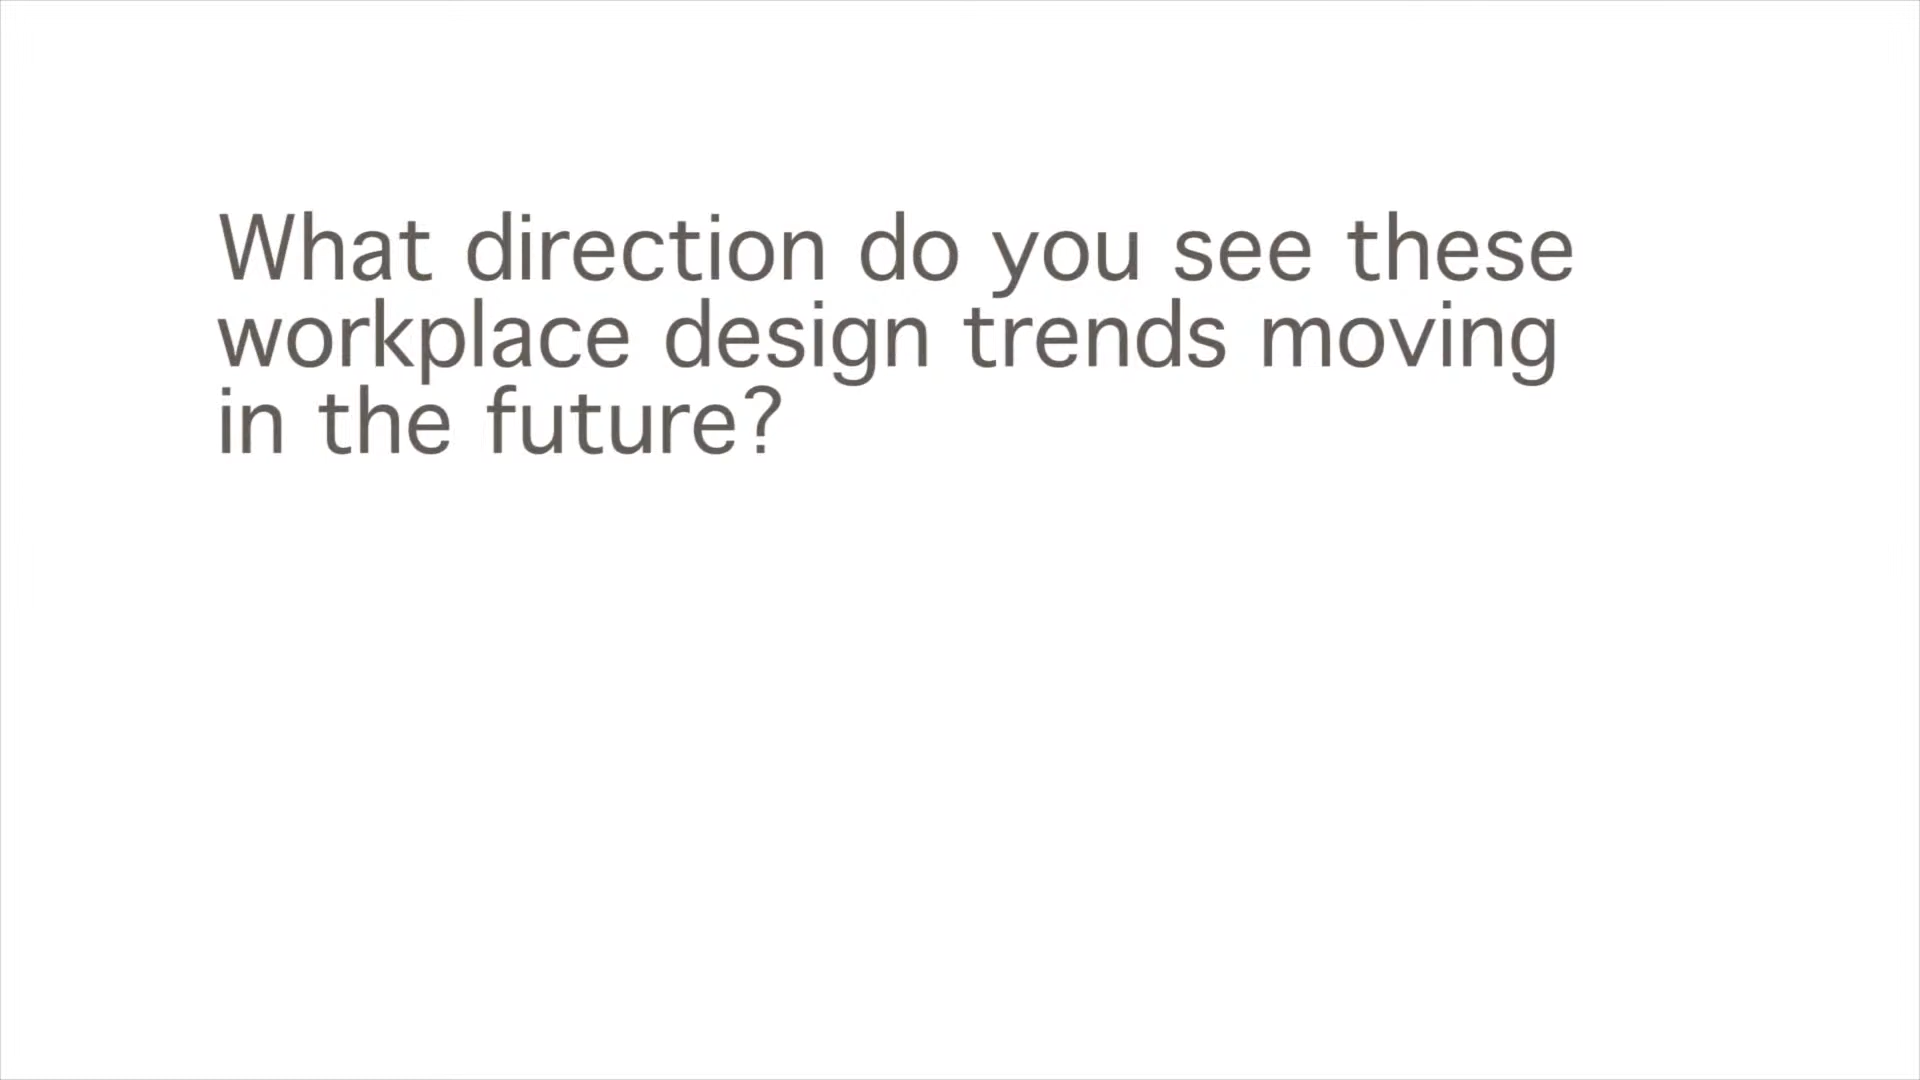 What direction do you see these
workplace design trends moving
in the future?